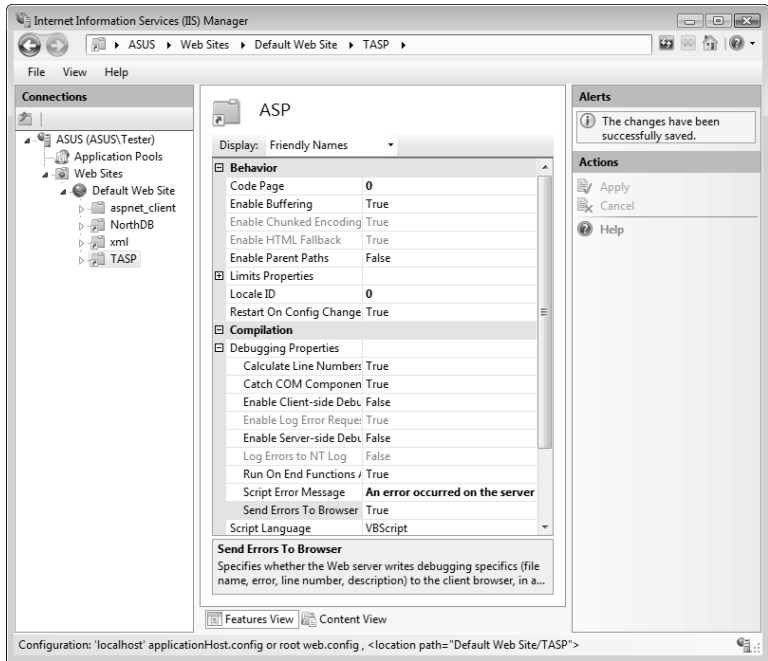 Internet Information Services (IIS) Manager
ASUS Web Sites Default Web Site TASP
File View Help
Connections
ASUS (ASUS\Tester)
Application Pools
Web Sites
Default Web Site
aspnet_client
NorthDB
xml
TASP
ASP
Display: Friendly Names
Behavior
Code Page 0
Enable Buffering True
Enable Chunked Encoding True
Enable HTML Fallback True
Enable Parent Paths False
Limits Properties
Locale ID 0
Restart On Config Change True
Compilation
Debugging Properties
Calculate Line Numbers True
Catch COM Componen True
Enable Client-side Debu False
Enable Log Error Reques True
Enable Server-side Debu False
Log Errors to NT Log False
Run On End Functions A True
Script Error Message An error occurred on the server
Send Errors To Browser True
Script Language VBScript
Send Errors To Browser
Specifies whether the Web server writes debugging specifics (file
name, error, line number, description) to the client browser, in a...
Features View Content View
Alerts
The changes have been
successfully saved.
Actions
Apply
Cancel
Help
Configuration: 'localhost' applicationHost.config or root web.config , <location path="Default Web Site/TASP">